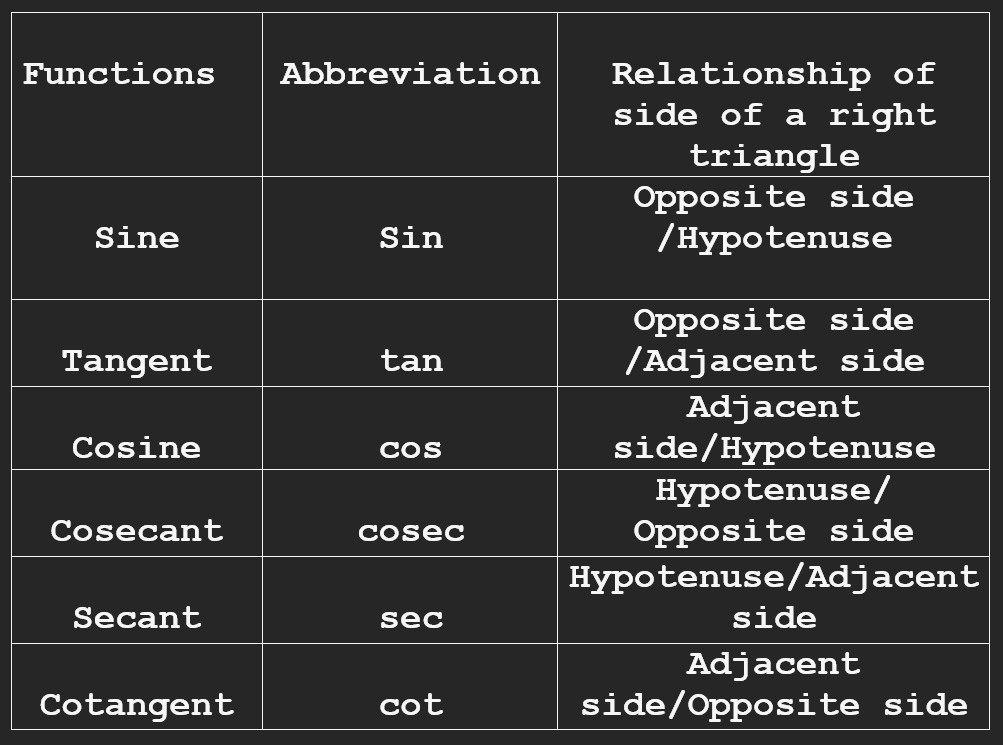 Functions
Abbreviation
Relationship of
side of a right
triangle
Sine
Sin
Opposite side
/Hypotenuse
Tangent
tan
Opposite side
/Adjacent side
Cosine
cos
Adjacent
side/Hypotenuse
Cosecant
cosec
Hypotenuse/
Opposite side
Secant
sec
Hypotenuse/Adjacent
side
Cotangent
cot
Adjacent
side/Opposite side